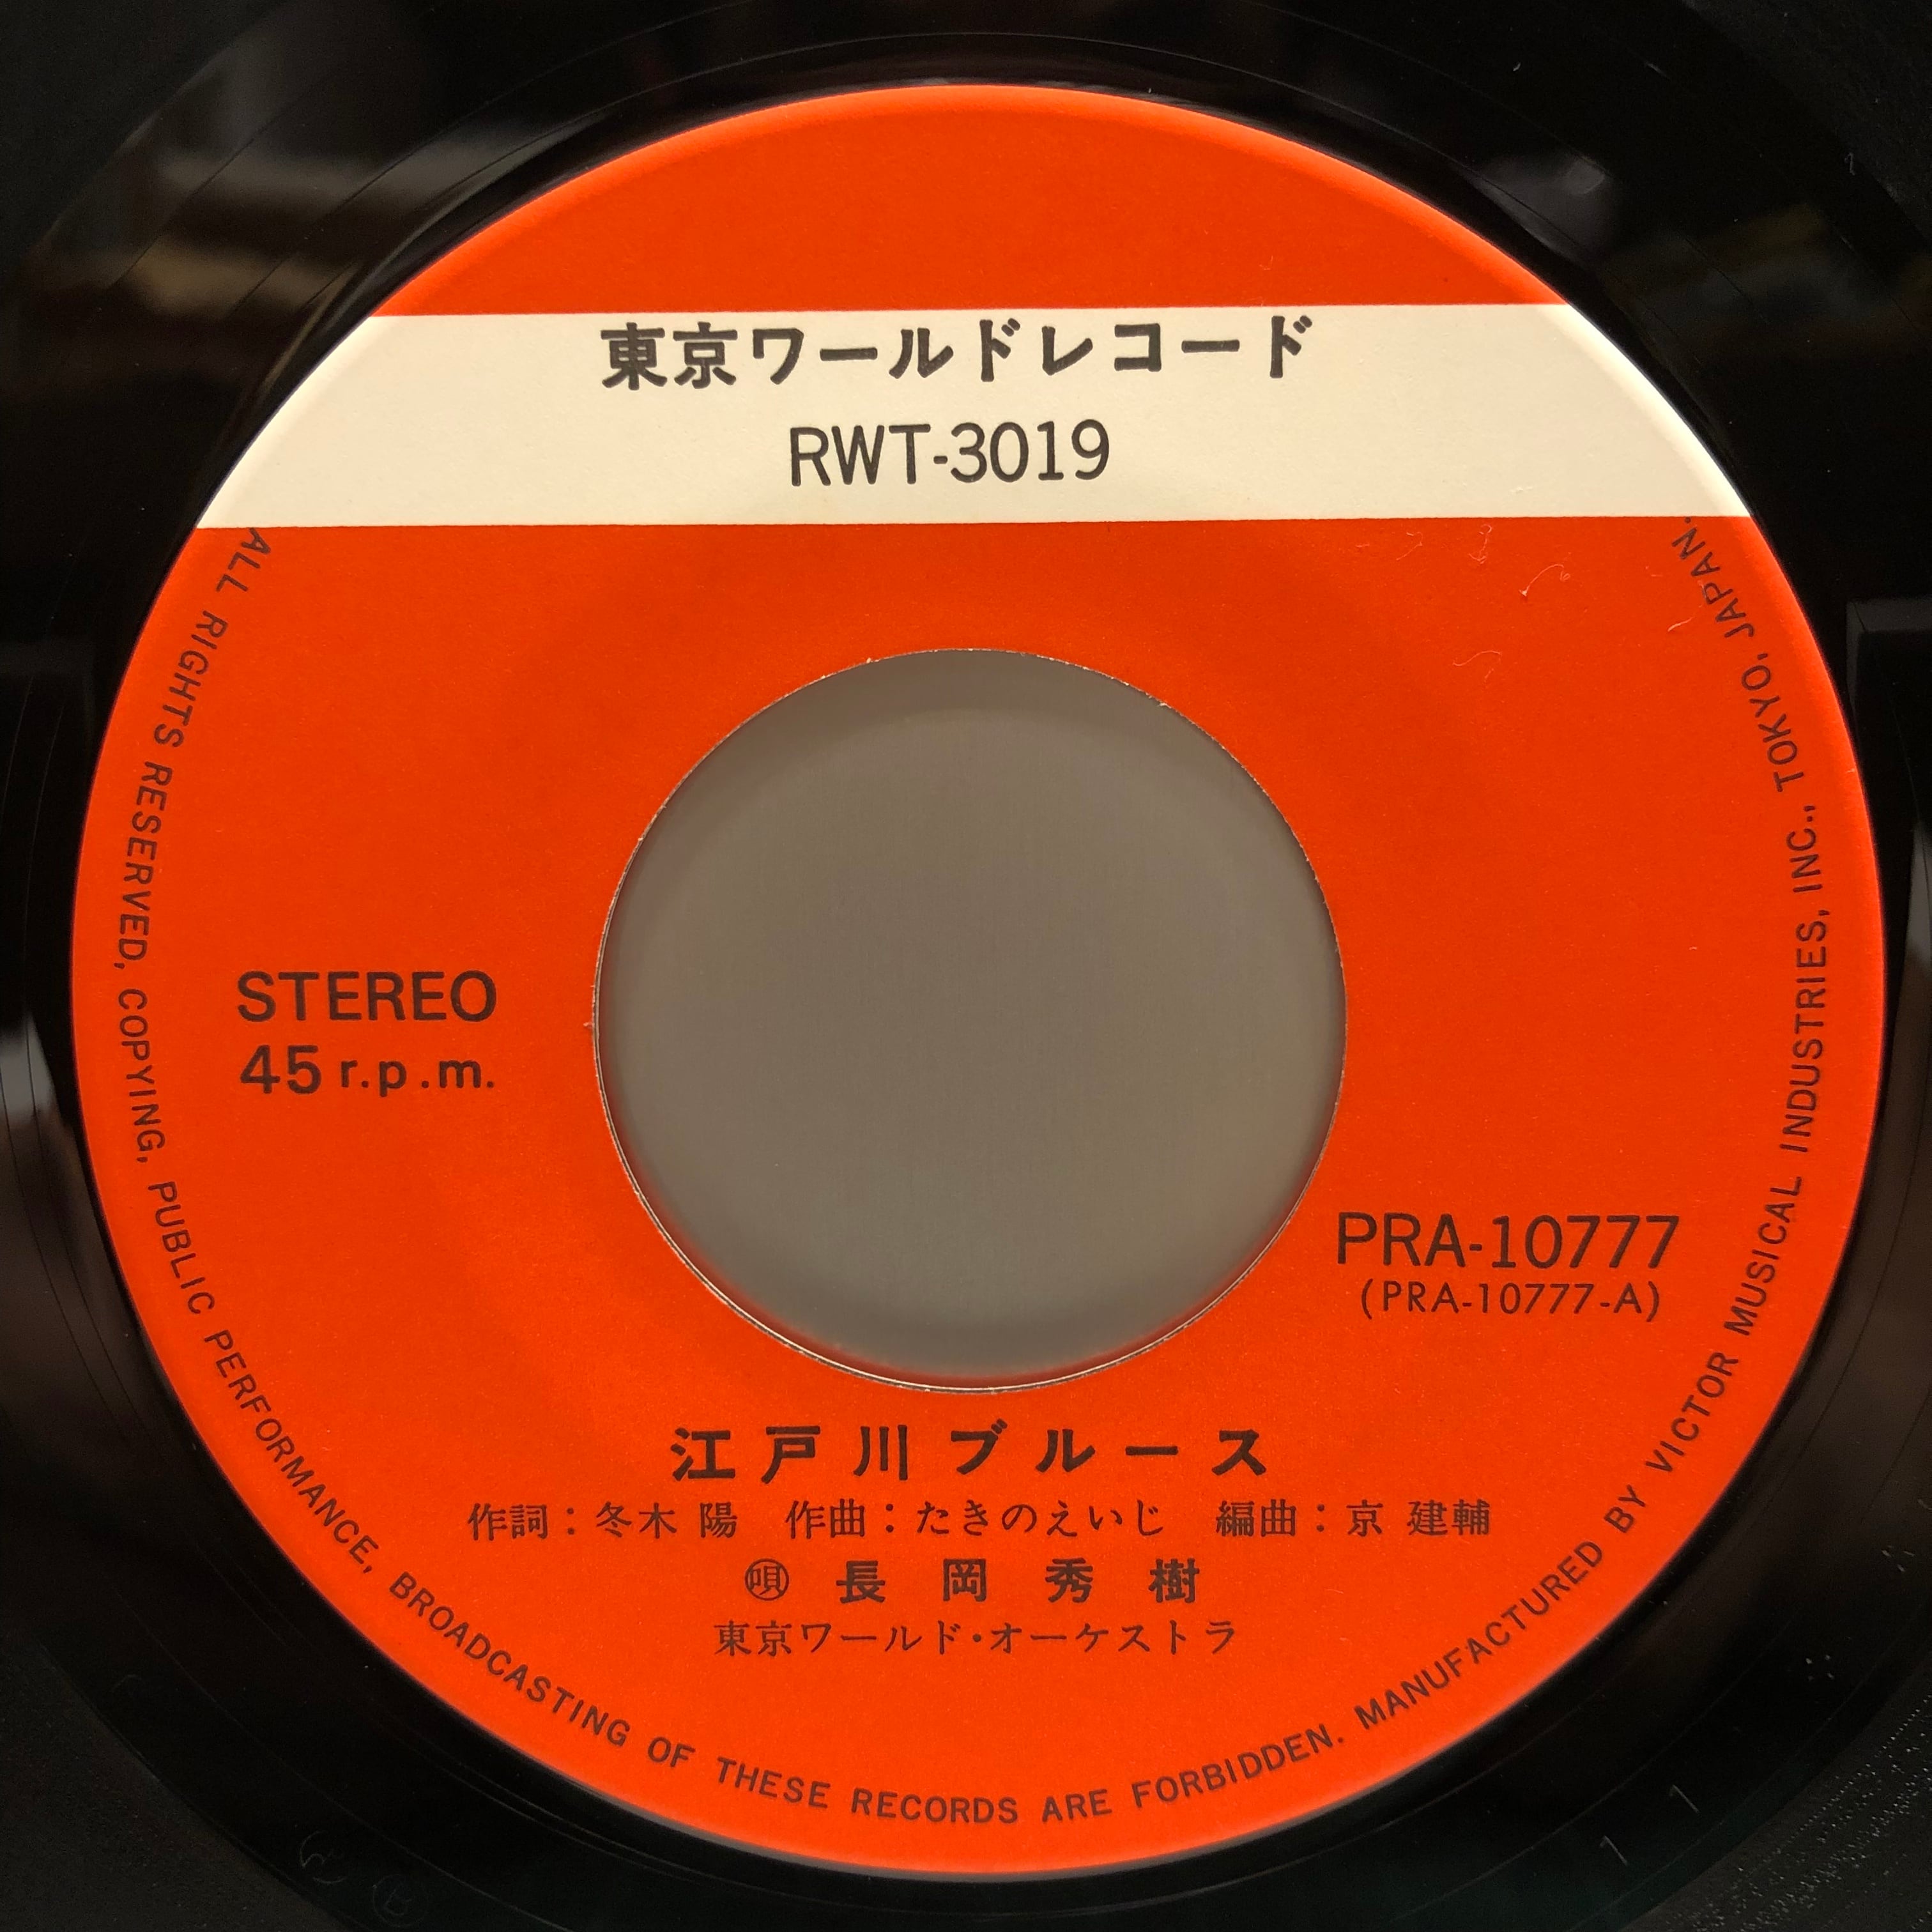 東京ワールドレコード
RWT-3019
STEREO
45 r.p.m.
PRA-10777
(PRA-10777-A)
江戸川ブルース
作詞：冬木 陽 作曲：たきのえいじ 編曲：京 建輔
㊀唄 長岡秀樹
東京ワールド・オーケストラ
ALL RIGHTS RESERVED, COPYING, PUBLIC PERFORMANCE, BROADCASTING OF THESE RECORDS ARE FORBIDDEN. MANUFACTURED BY VICTOR MUSICAL INDUSTRIES, INC., TOKYO, JAPAN.